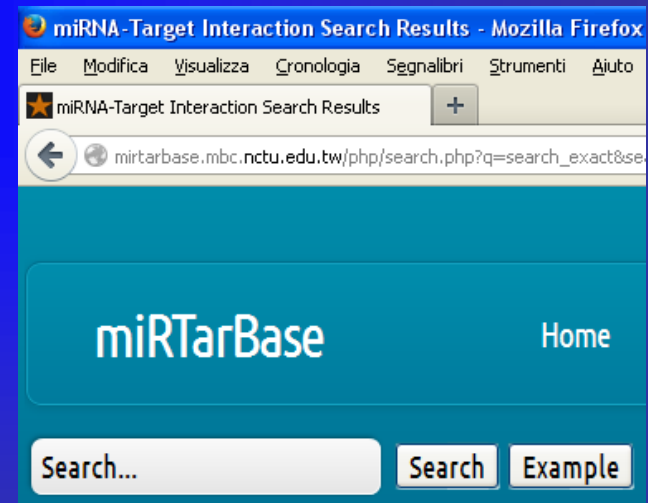 miRNA-Target Interaction Search Results - Mozilla Firefox
File Modifica Visualizza Cronologia Segnalibri Strumenti Aiuto
miRNA-Target Interaction Search Results +
mirtarbase.mbc.nctu.edu.tw/php/search.php?q=search_exact&sea
miRTarBase Home
Search... Search Example